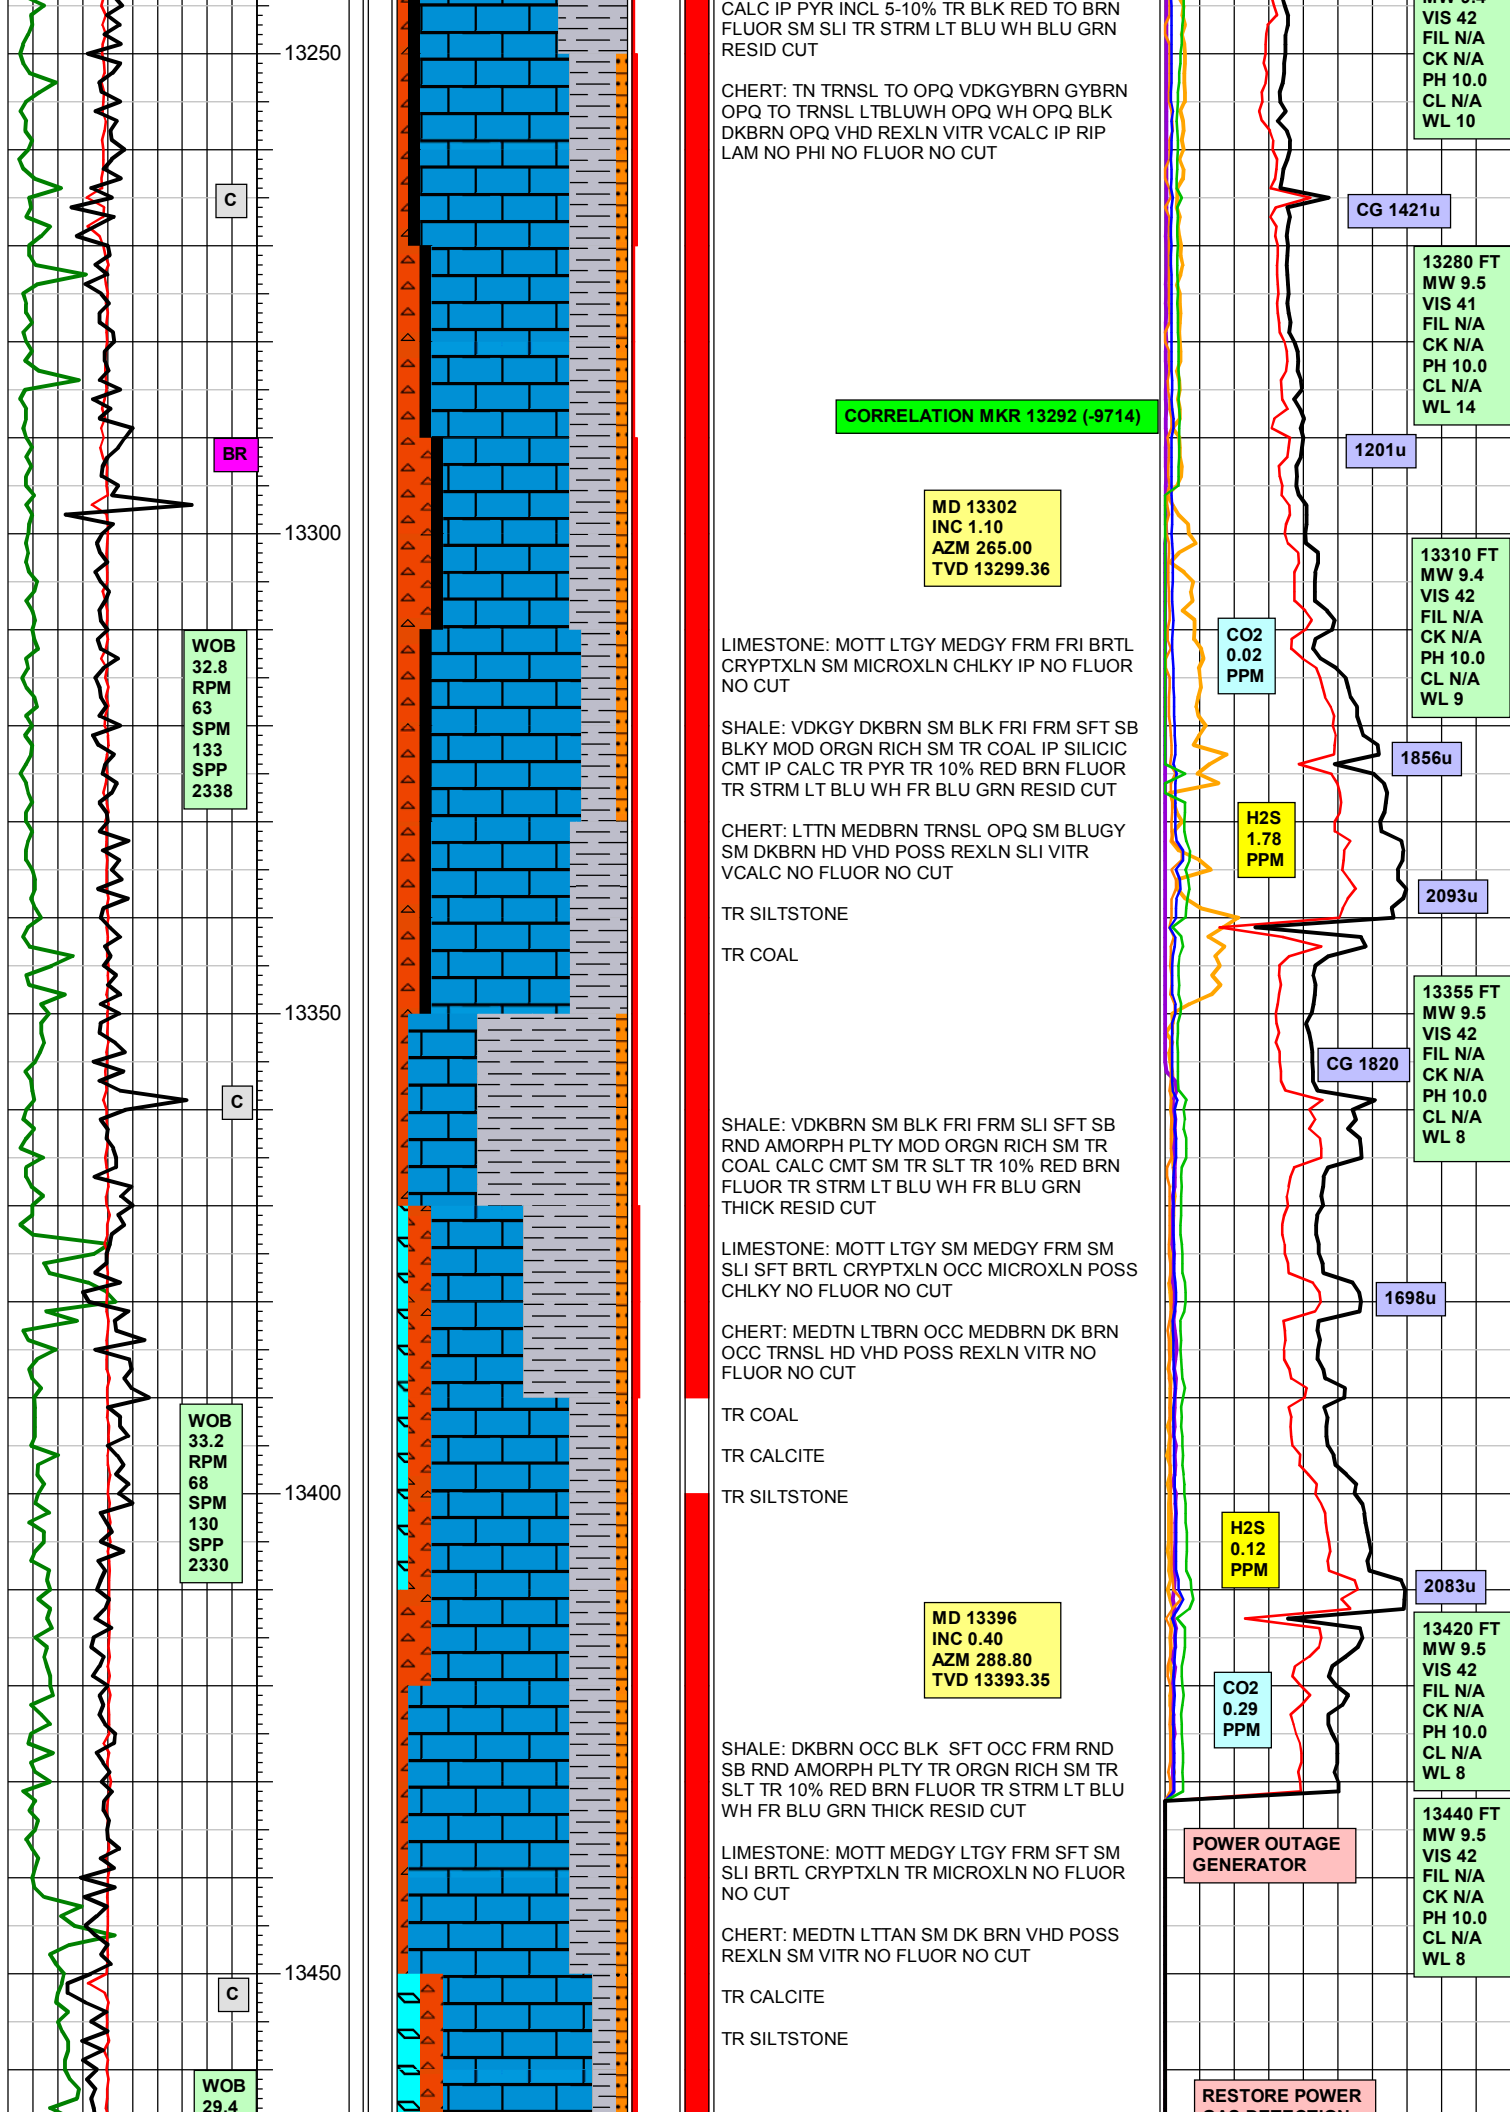 CALC IP PYR INCL 5-10% TR BLK RED TO BRN
FLUOR SM SLI TR STRM LT BLU WH BLU GRN
RESID CUT
CHERT: TN TRNSL TO OPQ VDKGYBRN GYBRN
OPQ TO TRNSL LTBLUWH OPQ WH OPQ BLK
DKBRN OPQ VHD REXLN VITR VCALC IP RIP
LAM NO PHI NO FLUOR NO CUT
VIS 42
FIL N/A
CK N/A
PH 10.0
CL N/A
WL 10
13250
C
CG 1421u
13280 FT
MW 9.5
VIS 41
FIL N/A
CK N/A
PH 10.0
CL N/A
WL 14
CORRELATION MKR 13292 (-9714)
BR
1201u
MD 13302
INC 1.10
AZM 265.00
TVD 13299.36
13300
13310 FT
MW 9.4
VIS 42
FIL N/A
CK N/A
PH 10.0
CL N/A
WL 9
WOB
32.8
RPM
63
SPM
133
SPP
2338
LIMESTONE: MOTT LTGY MEDGY FRM FRI BRTL
CRYPTXLN SM MICROXLN CHLKY IP NO FLUOR
NO CUT
CO2
0.02
PPM
SHALE: VDKGY DKBRN SM BLK FRI FRM SFT SB
BLKY MOD ORGN RICH SM TR COAL IP SILICIC
CMT IP CALC TR PYR TR 10% RED BRN FLUOR
TR STRM LT BLU WH FR BLU GRN RESID CUT
1856u
CHERT: LTTN MEDBRN TRNSL OPQ SM BLUGY
SM DKBRN HD VHD POSS REXLN SLI VITR
VCALC NO FLUOR NO CUT
H2S
1.78
PPM
2093u
TR SILTSTONE
TR COAL
13350
13355 FT
MW 9.5
VIS 42
FIL N/A
CK N/A
PH 10.0
CL N/A
WL 8
CG 1820
C
SHALE: VDKBRN SM BLK FRI FRM SLI SFT SB
RND AMORPH PLTY MOD ORGN RICH SM TR
COAL CALC CMT SM TR SLT TR 10% RED BRN
FLUOR TR STRM LT BLU WH FR BLU GRN
THICK RESID CUT
LIMESTONE: MOTT LTGY SM MEDGY FRM SM
SLI SFT BRTL CRYPTXLN OCC MICROXLN POSS
CHLKY NO FLUOR NO CUT
1698u
CHERT: MEDTN LTBRN OCC MEDBRN DK BRN
OCC TRNSL HD VHD POSS REXLN VITR NO
FLUOR NO CUT
TR COAL
TR CALCITE
TR SILTSTONE
WOB
33.2
RPM
68
SPM
130
SPP
2330
13400
H2S
0.12
PPM
2083u
MD 13396
INC 0.40
AZM 288.80
TVD 13393.35
13420 FT
MW 9.5
VIS 42
FIL N/A
CK N/A
PH 10.0
CL N/A
WL 8
CO2
0.29
PPM
SHALE: DKBRN OCC BLK  SFT OCC FRM RND
SB RND AMORPH PLTY TR ORGN RICH SM TR
SLT TR 10% RED BRN FLUOR TR STRM LT BLU
WH FR BLU GRN THICK RESID CUT
13440 FT
MW 9.5
VIS 42
FIL N/A
CK N/A
PH 10.0
CL N/A
WL 8
POWER OUTAGE
GENERATOR
LIMESTONE: MOTT MEDGY LTGY FRM SFT SM
SLI BRTL CRYPTXLN TR MICROXLN NO FLUOR
NO CUT
CHERT: MEDTN LTTAN SM DK BRN VHD POSS
REXLN SM VITR NO FLUOR NO CUT
13450
C
TR CALCITE
TR SILTSTONE
WOB
29.4
RESTORE POWER